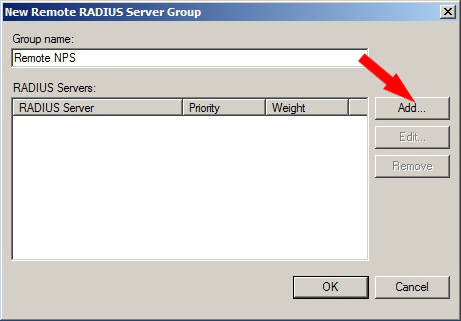 New Remote RADIUS Server Group
Group name:
Remote NPS
RADIUS Servers:
RADIUS Server Priority Weight
Add...
Edit...
Remove
OK Cancel